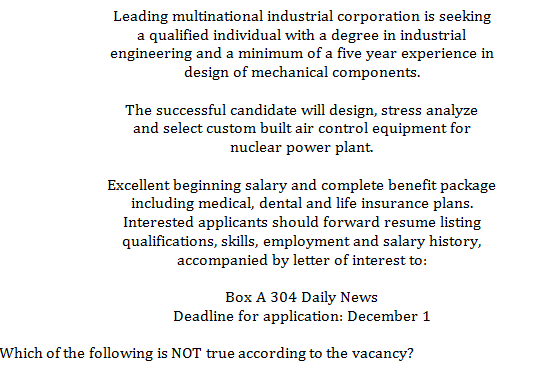 Leading multinational industrial corporation is seeking
a qualified individual with a degree in industrial
engineering and a minimum of a five year experience in
design of mechanical components.
The successful candidate will design, stress analyze
and select custom built air control equipment for
nuclear power plant.
Excellent beginning salary and complete benefit package
including medical, dental and life insurance plans.
Interested applicants should forward resume listing
qualifications, skills, employment and salary history,
accompanied by letter of interest to:
Box A 304 Daily News
Deadline for application: December 1
Which of the following is NOT true according to the vacancy?